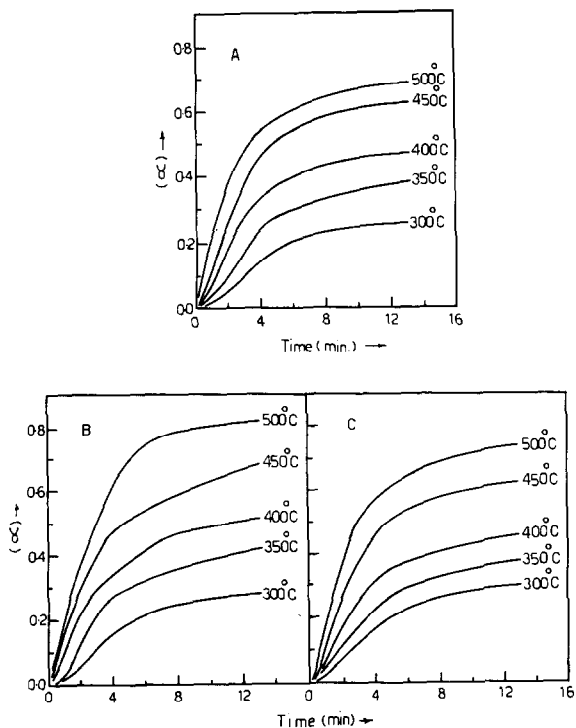 0·8
A
500°C
450°C
0·6
400°C
0·4
350°C
300°C
0·2
0·0
(∝) →
0 4 8 12 16
Time (min.) →
B
C
500°C
450°C
400°C
350°C
300°C
500°C
450°C
400°C
350°C
300°C
0·8
0·6
0·4
0·2
0·0
(∝) →
0 4 8 12 0 4 8 12 16
Time (min) →